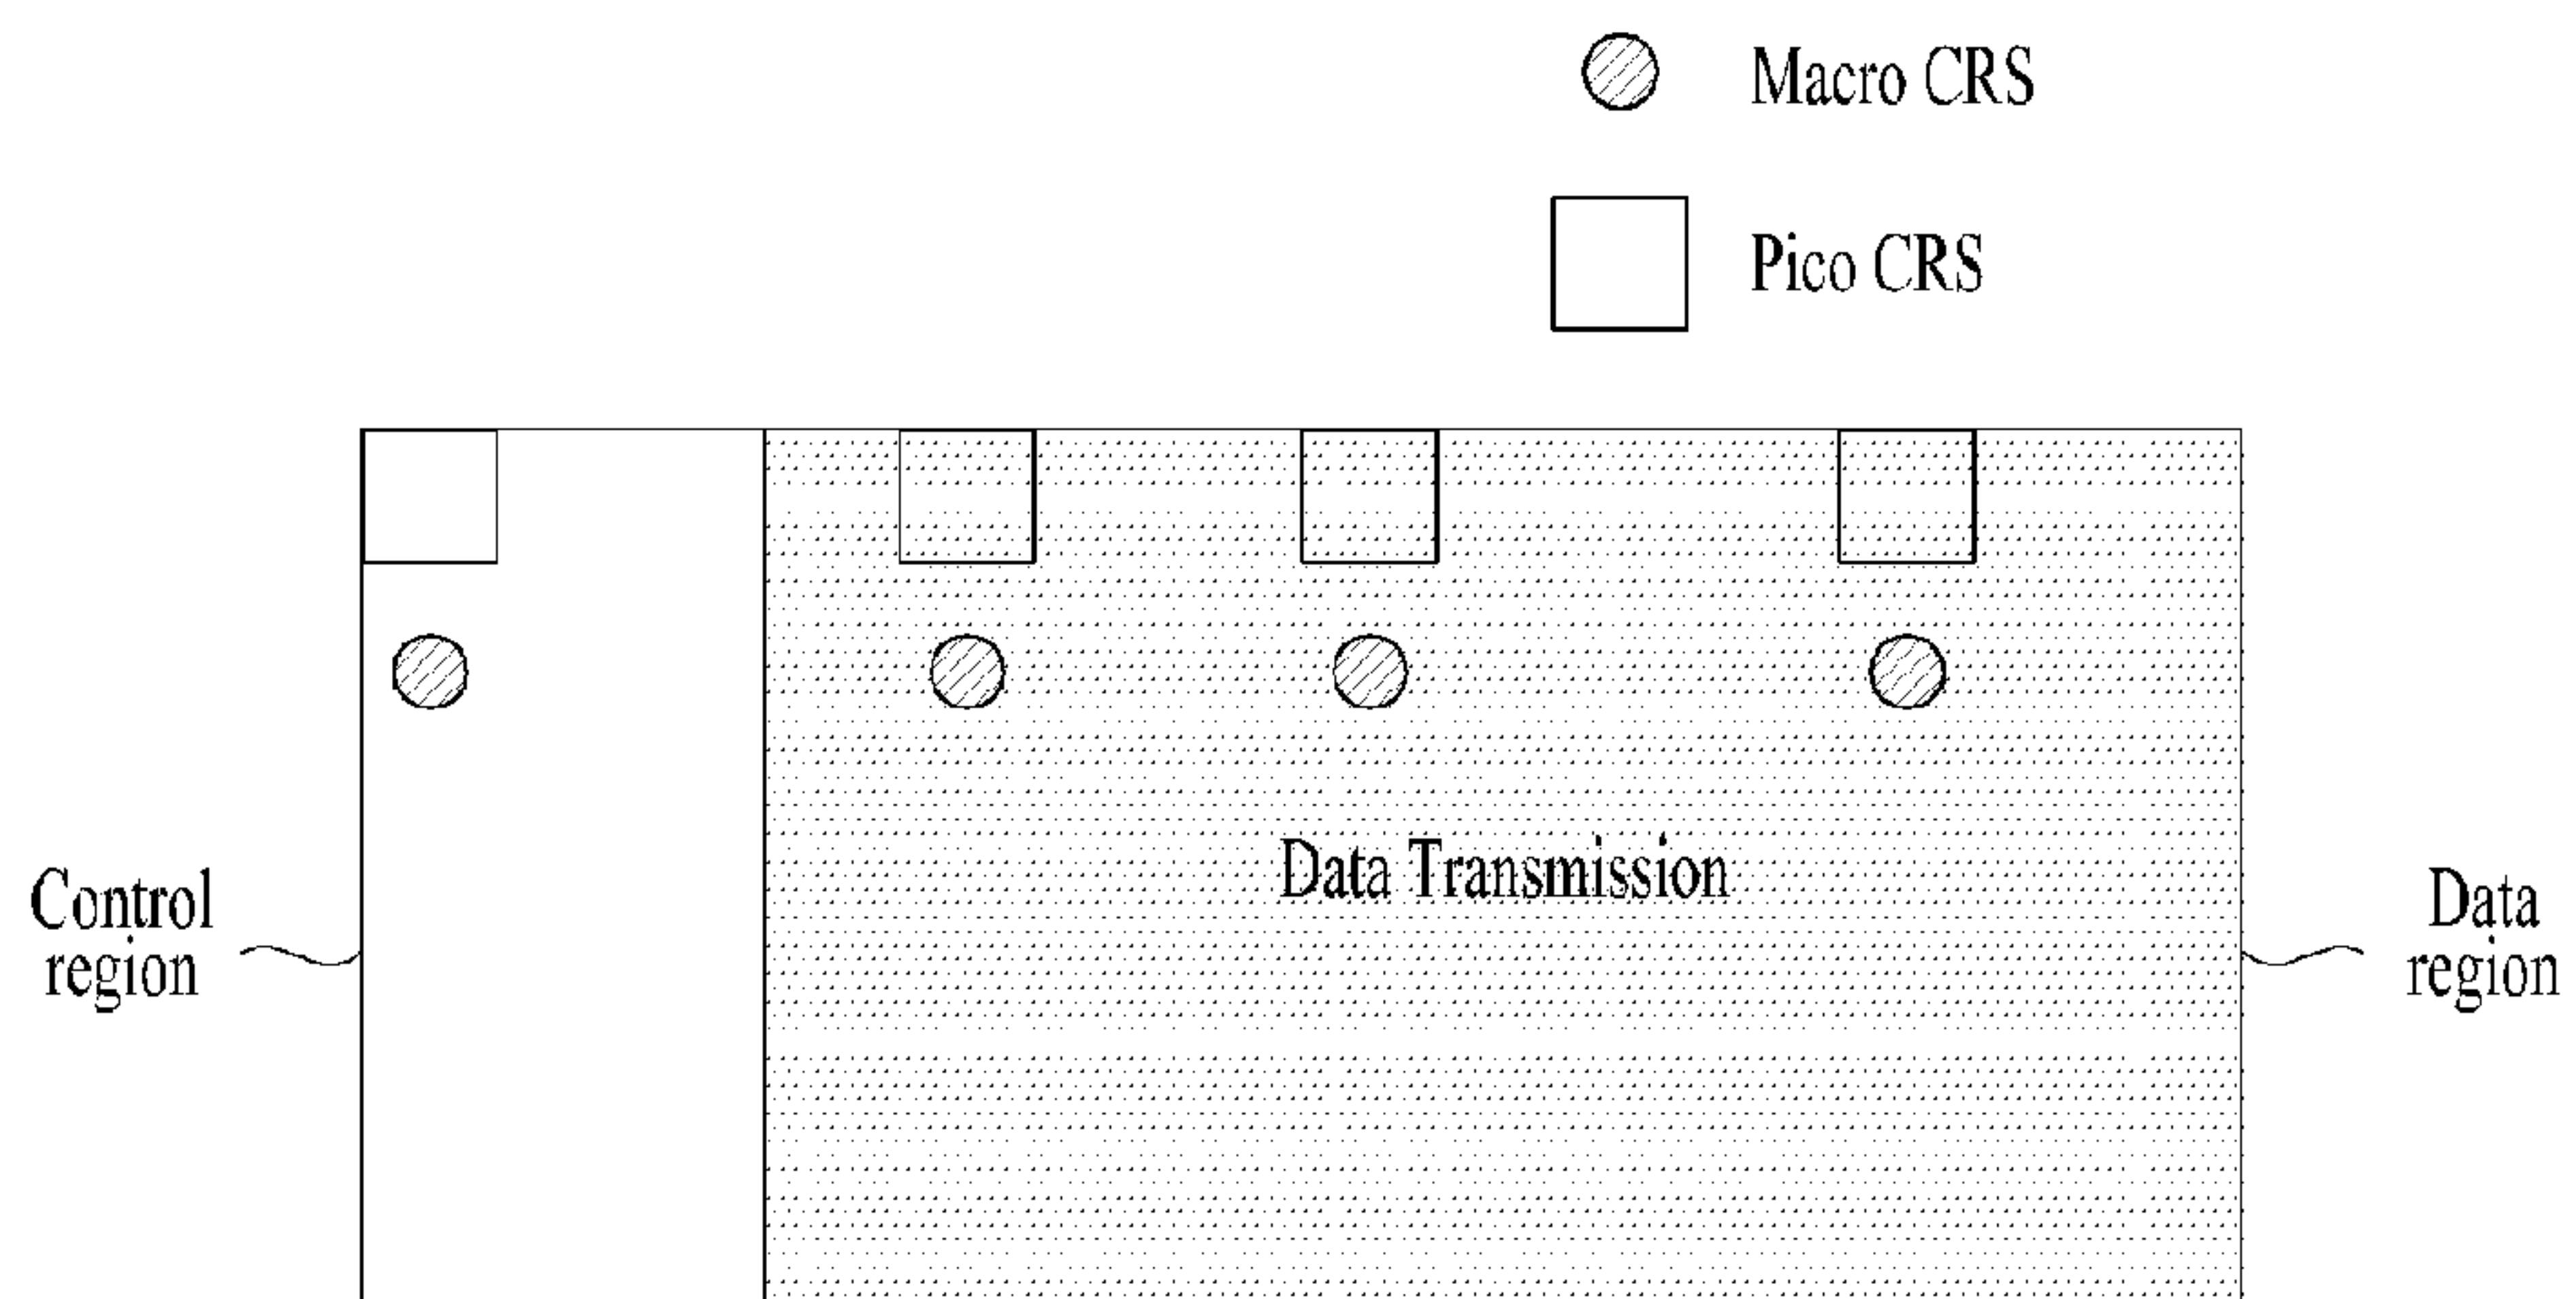 Macro CRS
Pico CRS
Data Transmission
Control
region
Data
region